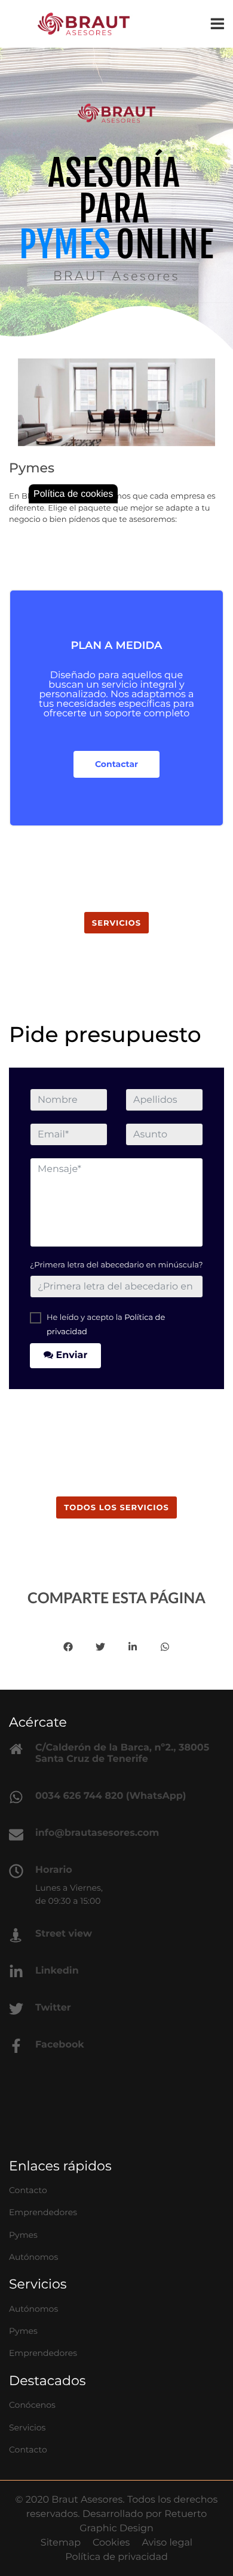 BRAUT
ASESORES
BRAUT
ASESORES
ASESORÍA
PARA
PYMES ONLINE
BRAUT Asesores
Pymes
En nos que cada empresa es
Política de cookies
diferente. Elige el paquete que mejor se adapte a tu
negocio o bien pidenos que te asesoremos:
PLAN A MEDIDA
Diseñado para aquellos que
buscan un servicio integral y
personalizado. Nos adaptamos a
tus necesidades específicas para
ofrecerte un soporte completo
Contactar
SERVICIOS
Pide presupuesto
Nombre
Apellidos
Email*
Asunto
Mensaje*
¿Primera letra del abecedario en minúscula?
¿Primera letra del abecedario en
He leído y acepto la Política de
privacidad
Enviar
TODOS LOS SERVICIOS
COMPARTE ESTA PÁGINA
Acércate
C/Calderón de la Barca, nº2., 38005
Santa Cruz de Tenerife
0034 626 744 820 (WhatsApp)
info@brautasesores.com
Horario
Lunes a Viernes,
de 09:30 a 15:00
Street view
Linkedin
Twitter
Facebook
Enlaces rápidos
Contacto
Emprendedores
Pymes
Autónomos
Servicios
Autónomos
Pymes
Emprendedores
Destacados
Conócenos
Servicios
Contacto
© 2020 Braut Asesores. Todos los derechos
reservados. Desarrollado por Retuerto
Graphic Design
Sitemap Cookies Aviso legal
Política de privacidad